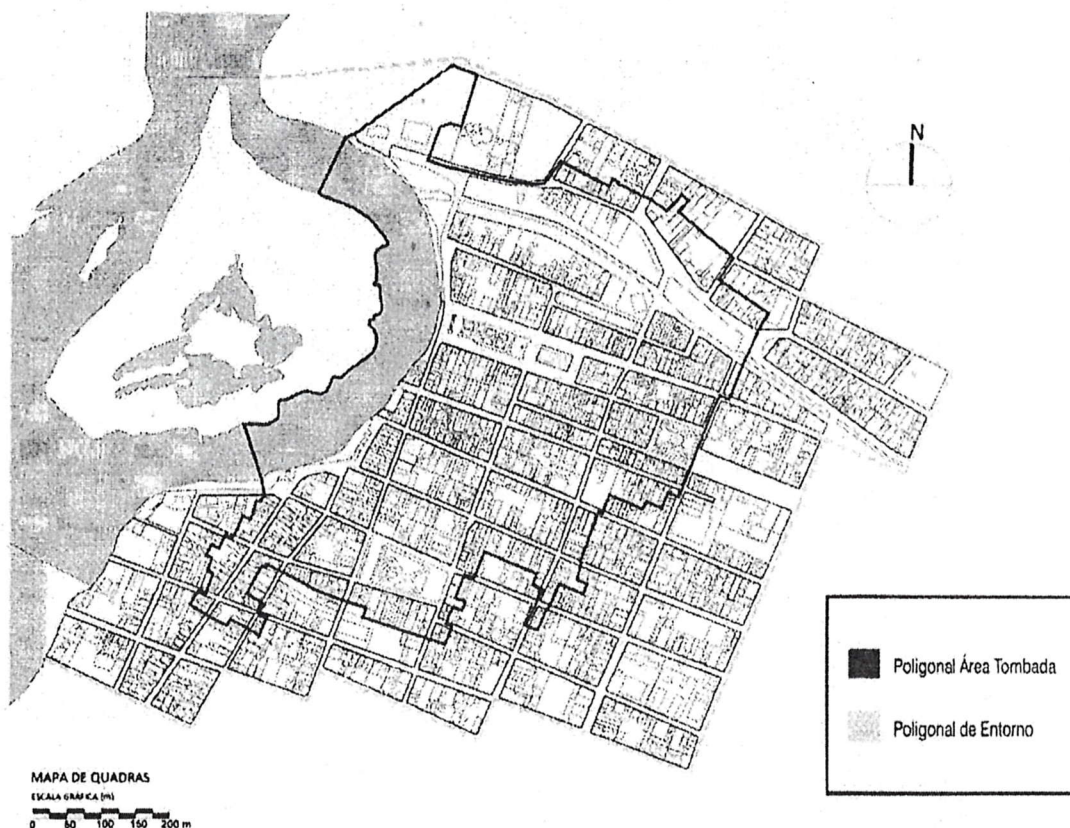 N
Poligonal Área Tombada
Poligonal de Entorno
MAPA DE QUADRAS
ESCALA GRÁFICA (m)
0 50 100 150 200 m